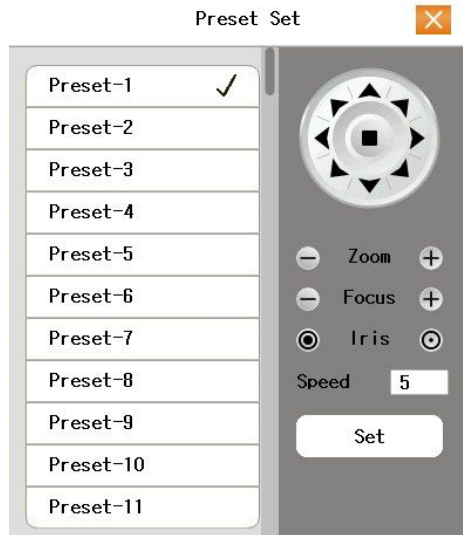 Preset Set
Preset-1
Preset-2
Preset-3
Preset-4
Preset-5
Preset-6
Preset-7
Preset-8
Preset-9
Preset-10
Preset-11
Zoom
Focus
Iris
Speed 5
Set